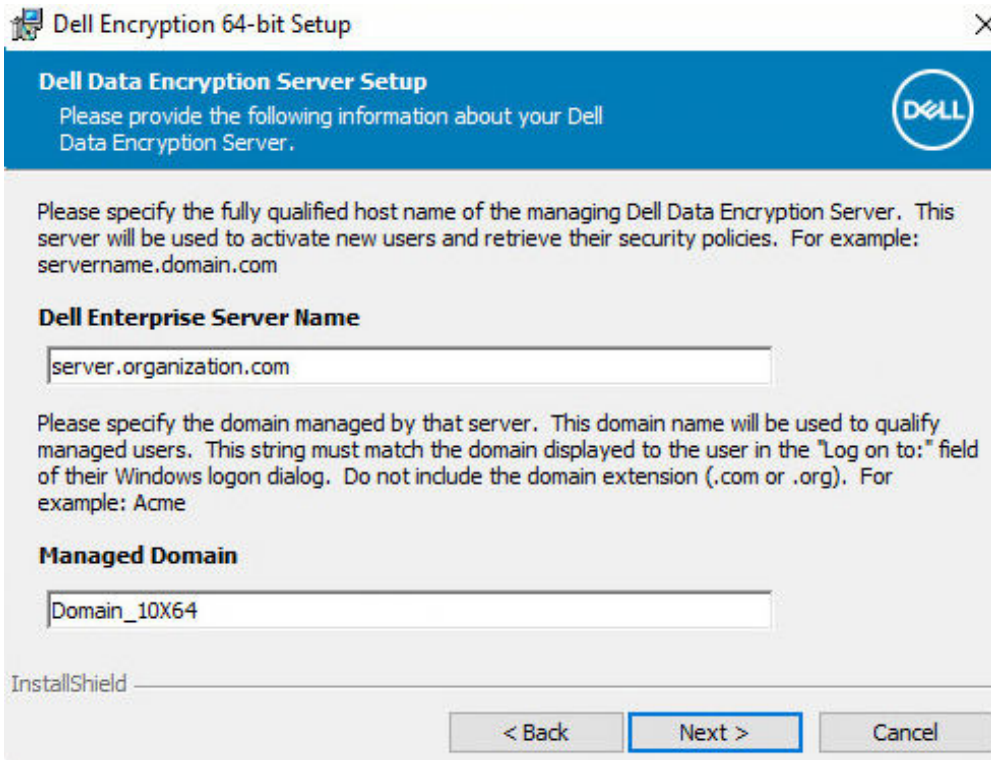 Dell Encryption 64-bit Setup
Dell Data Encryption Server Setup
Please provide the following information about your Dell
Data Encryption Server.
DELL
Please specify the fully qualified host name of the managing Dell Data Encryption Server. This
server will be used to activate new users and retrieve their security policies. For example:
servername.domain.com
Dell Enterprise Server Name
server.organization.com
Please specify the domain managed by that server. This domain name will be used to qualify
managed users. This string must match the domain displayed to the user in the "Log on to:" field
of their Windows logon dialog. Do not include the domain extension (.com or .org). For
example: Acme
Managed Domain
Domain_10X64
InstallShield
< Back
Next >
Cancel